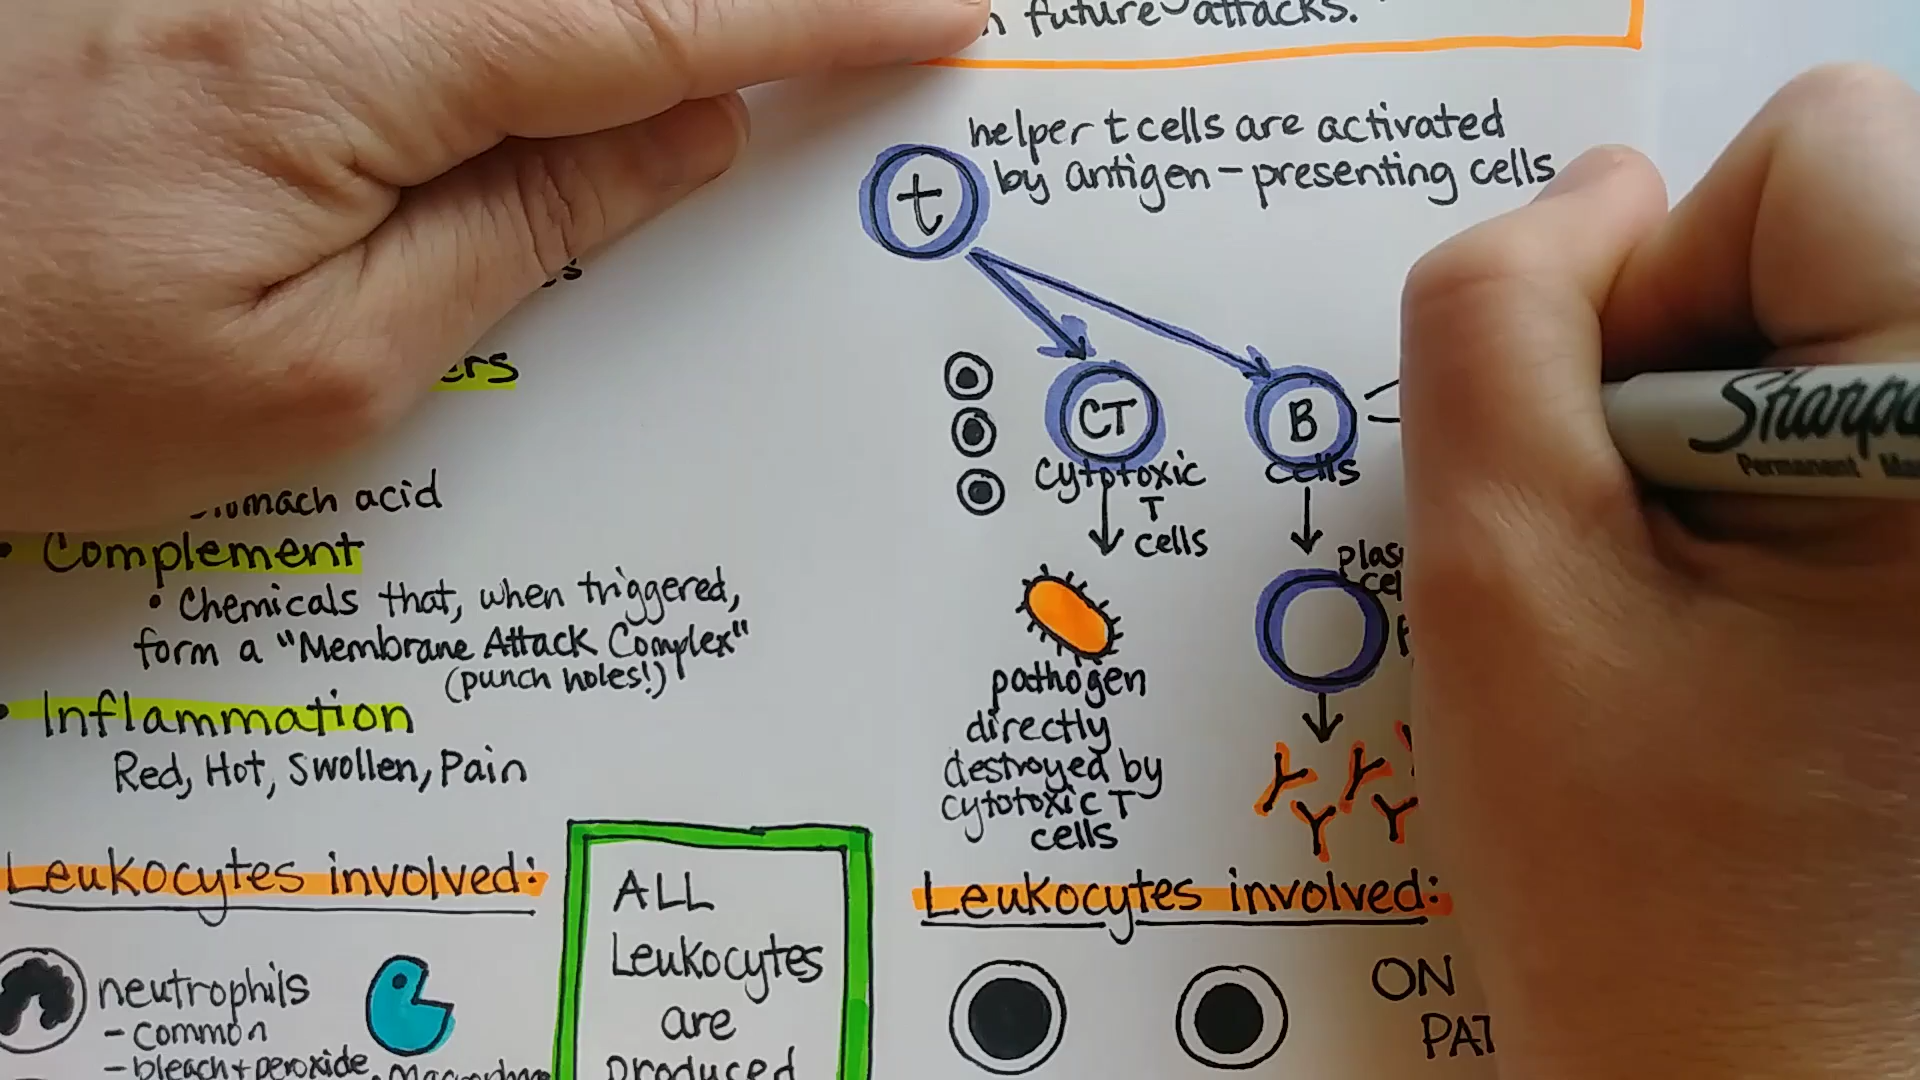 future attacks.
helper t cells are activated
by antigen-presenting cells
t
CT
B
Cytotoxic
T
cells
cells
pathogen
directly
destroyed by
cytotoxic T
cells
acid
• Complement
• Chemicals that, when triggered,
form a "Membrane Attack Complex"
(punch holes!)
• Inflammation
Red, Hot, Swollen, Pain
Leukocytes involved:
neutrophils
- common
- bleach + peroxide
ALL
Leukocytes
are
produced
Leukocytes involved:
ON
Sharpie
Permanent